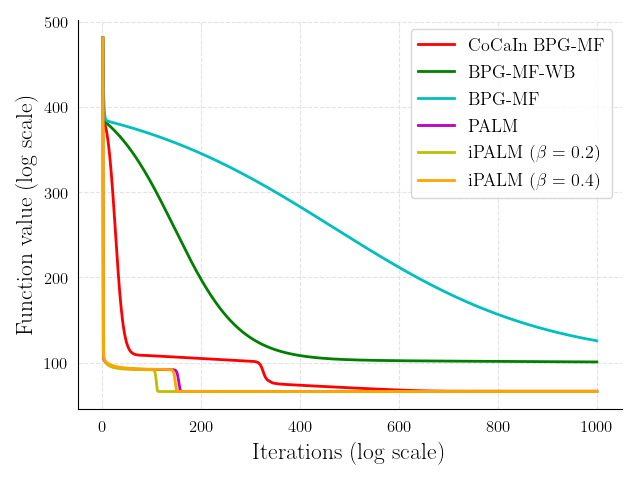 500
400
300
200
100
0
200
400
600
800
1000
Function value (log scale)
Iterations (log scale)
CoCaIn BPG-MF
BPG-MF-WB
BPG-MF
PALM
iPALM (β = 0.2)
iPALM (β = 0.4)